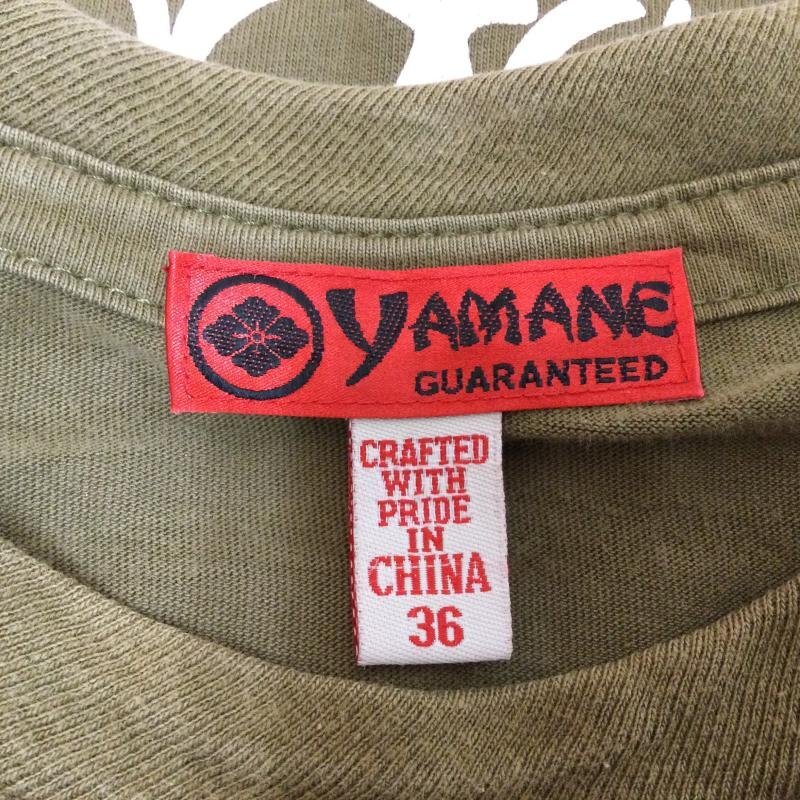 YAMANE
GUARANTEED
CRAFTED
WITH
PRIDE
IN
CHINA
36